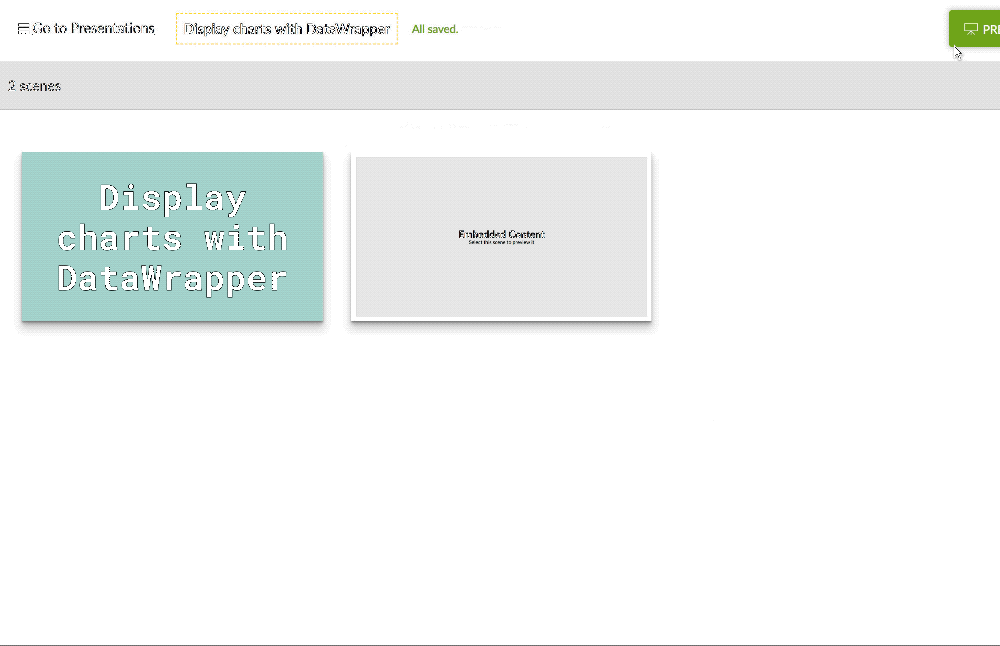 Go to Presentations
Display charts with DataWrapper
All saved.
PRE
2 scenes
Display
charts with
DataWrapper
Embedded Content
Select this scene to preview it